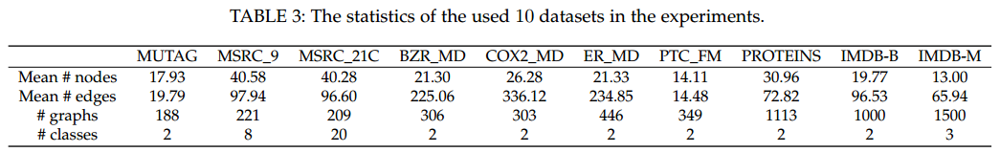 TABLE 3: The statistics of the used 10 datasets in the experiments.
MUTAG MSRC_9 MSRC_21C BZR_MD COX2_MD ER_MD PTC_FM PROTEINS IMDB-B IMDB-M
Mean # nodes 17.93 40.58 40.28 21.30 26.28 21.33 14.11 30.96 19.77 13.00
Mean # edges 19.79 97.94 96.60 225.06 336.12 234.85 14.48 72.82 96.53 65.94
# graphs 188 221 209 306 303 446 349 1113 1000 1500
# classes 2 8 20 2 2 2 2 2 2 3